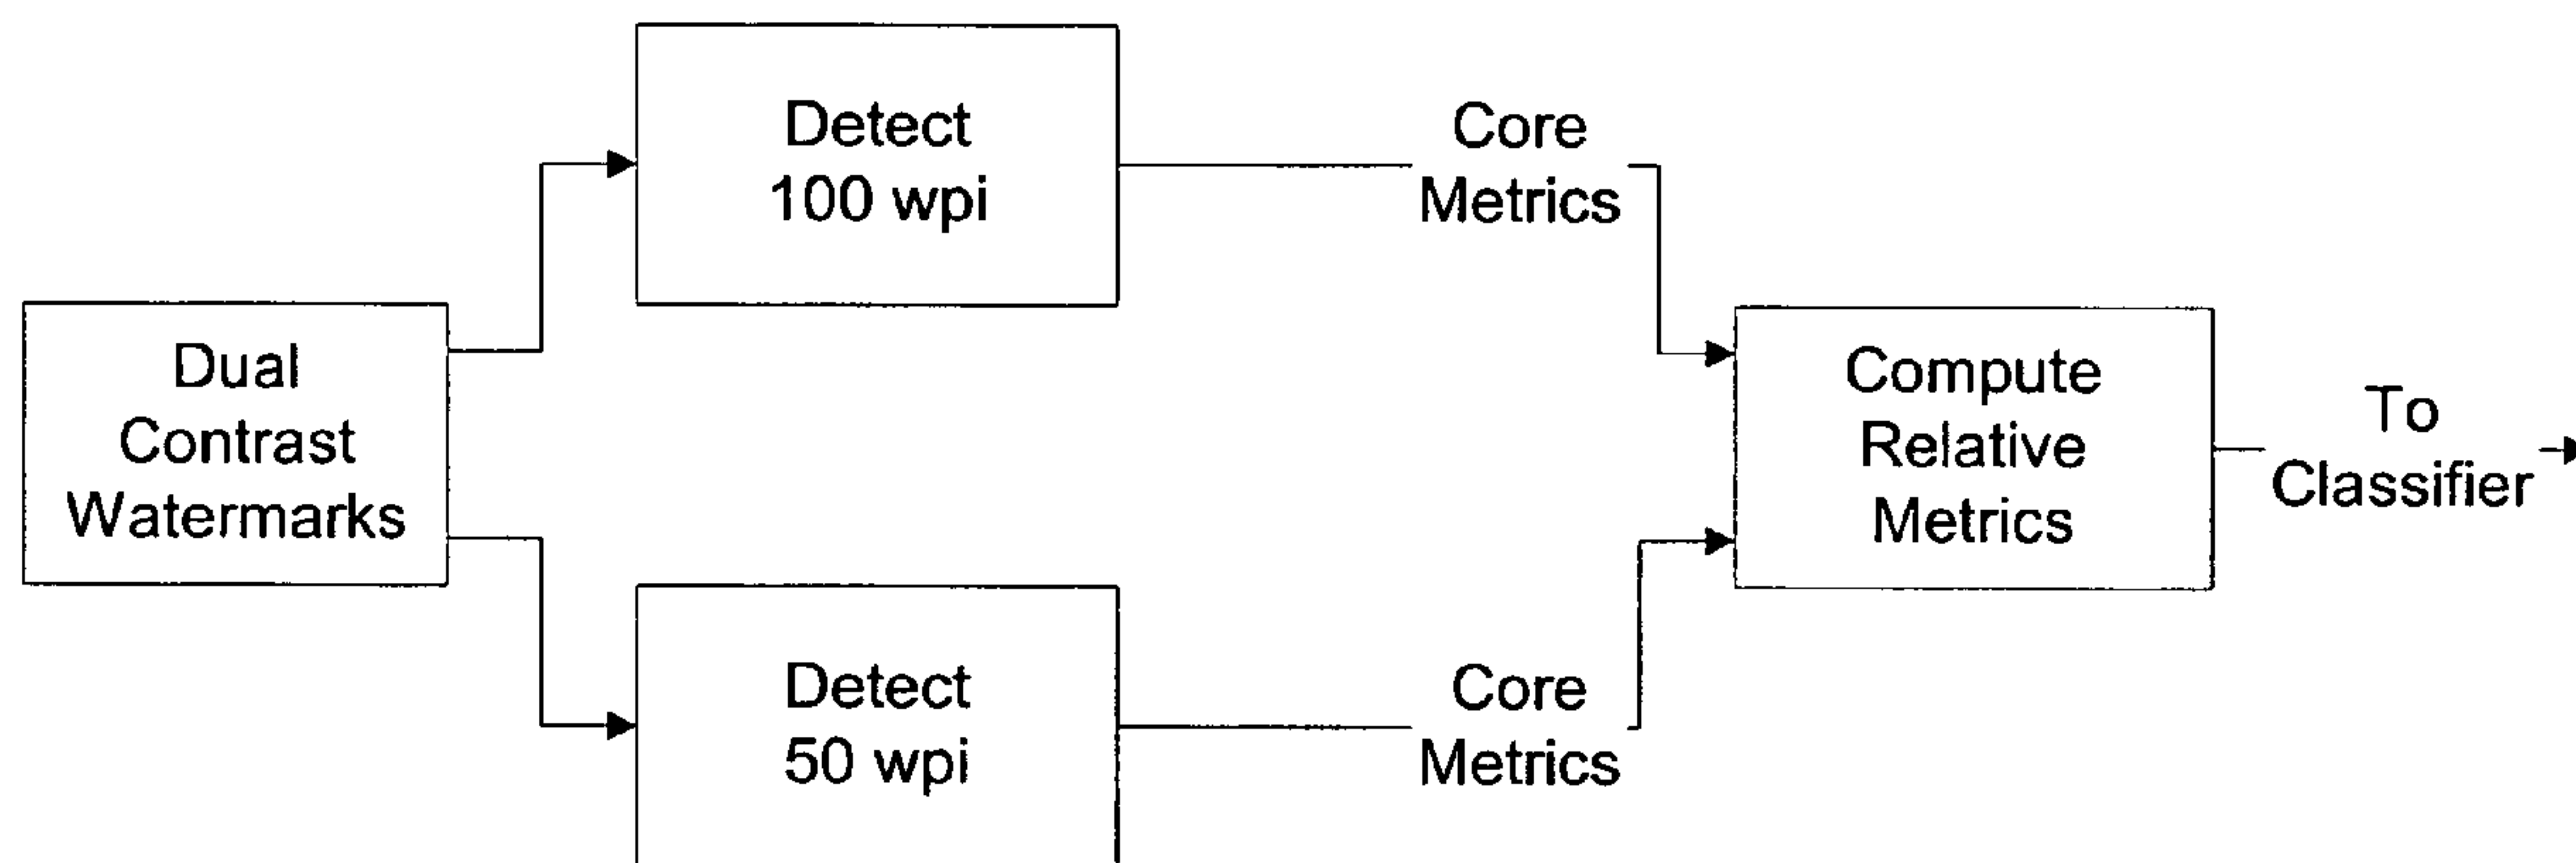 Dual
Contrast
Watermarks
Detect
100 wpi
Core
Metrics
Detect
50 wpi
Core
Metrics
Compute
Relative
Metrics
To
Classifier